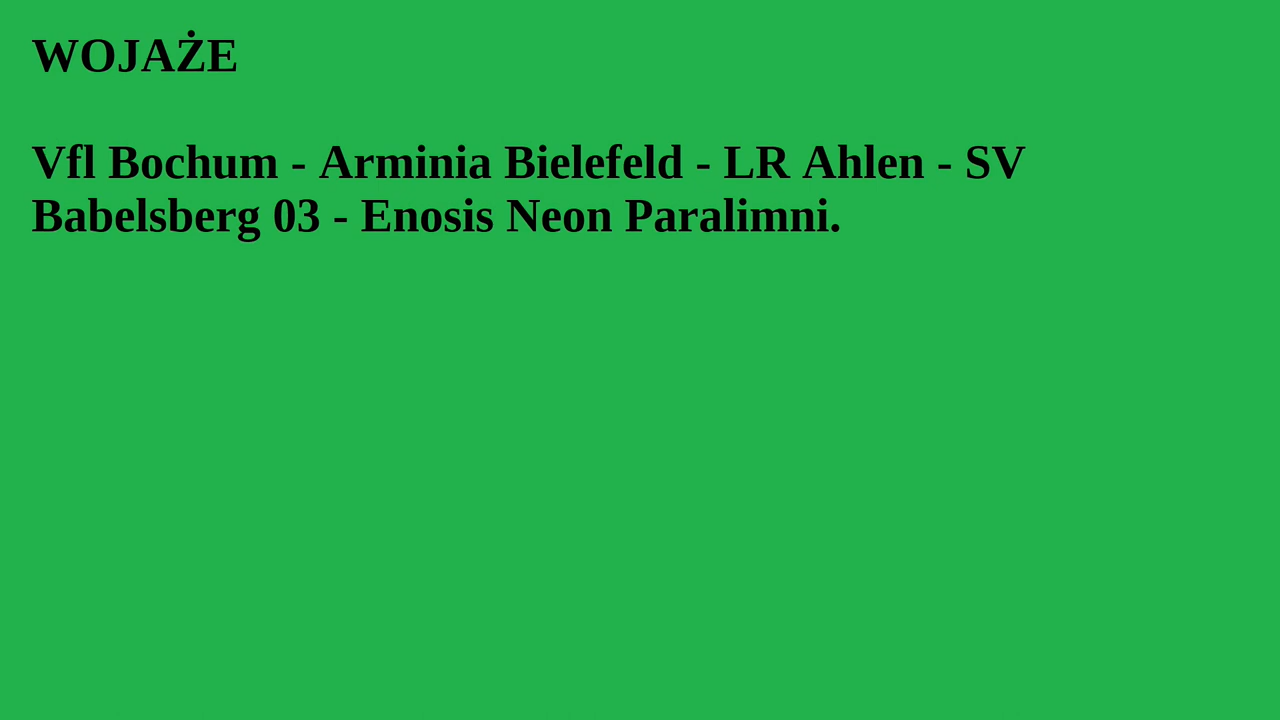 WOJAŻE
Vfl Bochum - Arminia Bielefeld - LR Ahlen - SV
Babelsberg 03 - Enosis Neon Paralimni.